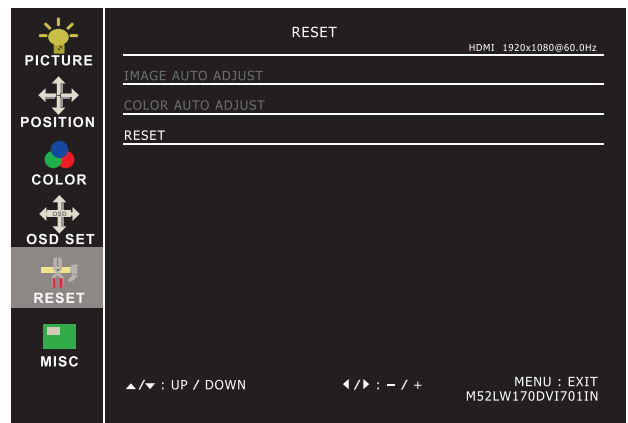 RESET
HDMI 1920x1080@60.0Hz
PICTURE
POSITION
COLOR
OSD
OSD SET
RESET
MISC
IMAGE AUTO ADJUST
COLOR AUTO ADJUST
RESET
▲/▼ : UP / DOWN
◀/▶ : − / +
MENU : EXIT
M52LW170DVI701IN